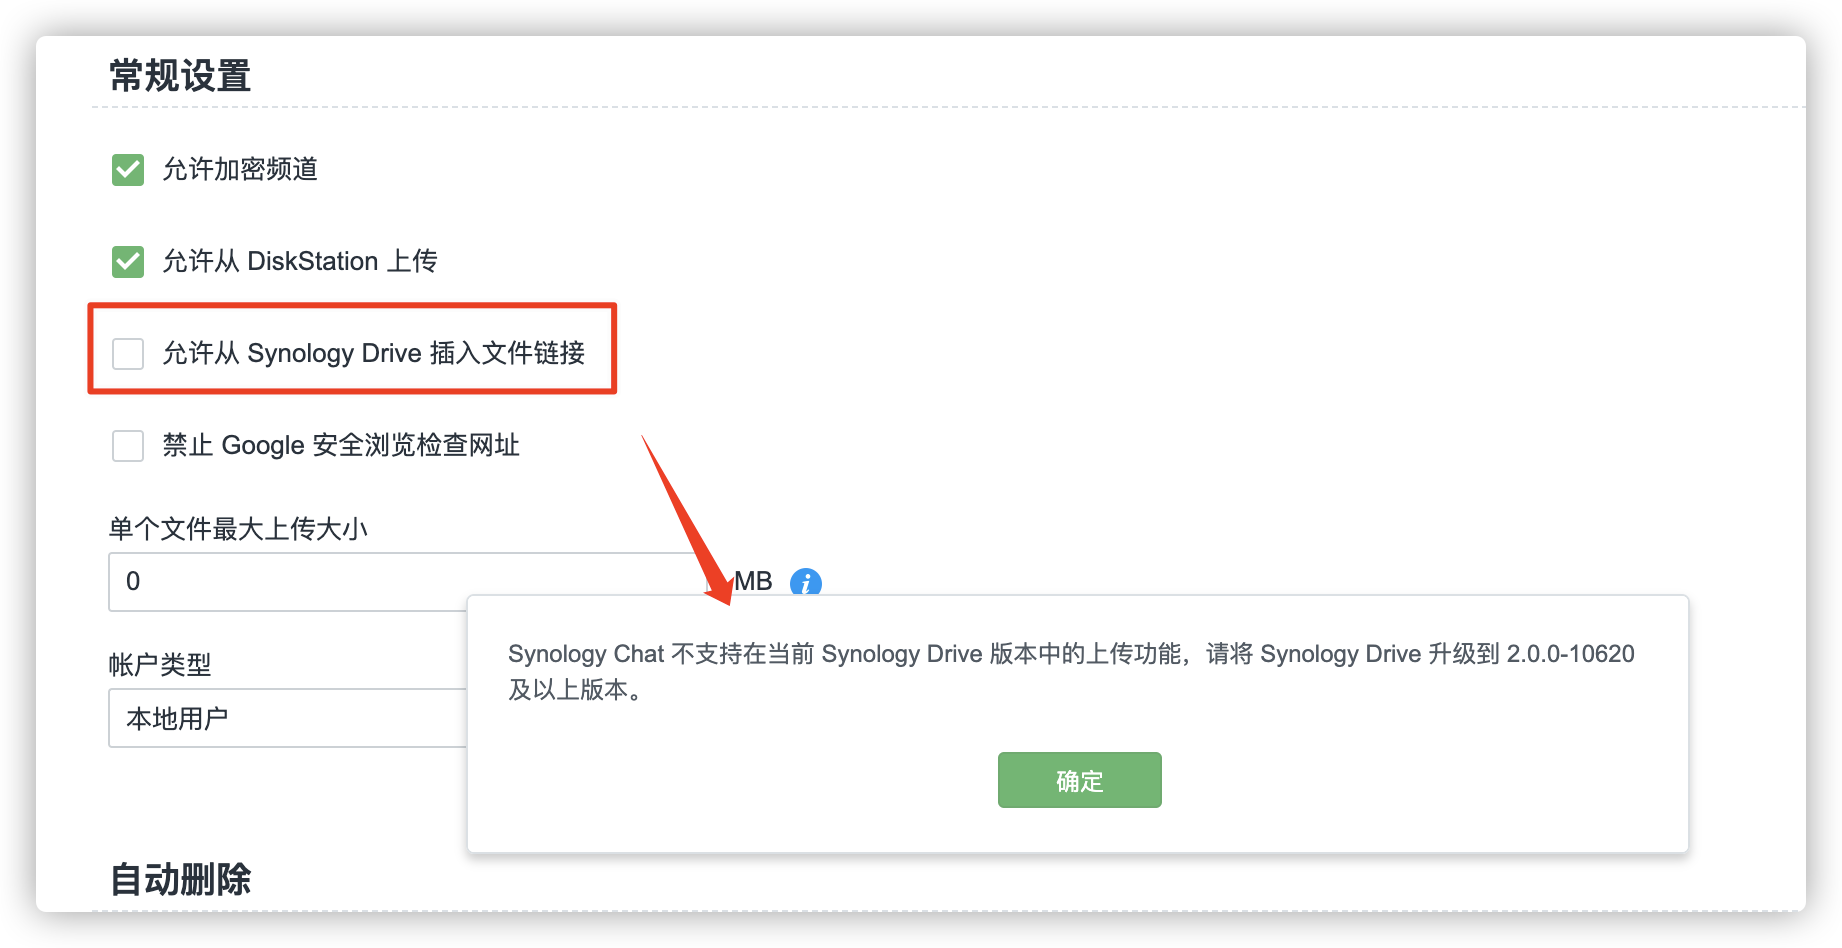 常规设置
允许加密频道
允许从 DiskStation 上传
允许从 Synology Drive 插入文件链接
禁止 Google 安全浏览检查网址
单个文件最大上传大小
0 MB
帐户类型
本地用户
Synology Chat 不支持在当前 Synology Drive 版本中的上传功能，请将 Synology Drive 升级到 2.0.0-10620
及以上版本。
确定
自动删除